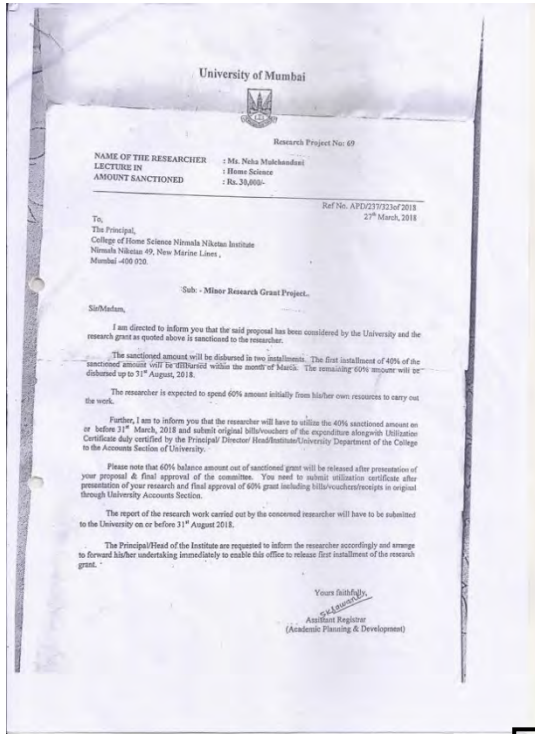 University of Mumbai
Research Project No: 69
NAME OF THE RESEARCHER : Ms. Neha Mulchandani
LECTURE IN : Home Science
AMOUNT SANCTIONED : Rs. 30,000/-
Ref No. APD/237/323of 2018
27th March, 2018
To,
The Principal,
College of Home Science Nirmala Niketan Institute
Nirmala Niketan 49, New Marine Lines ,
Mumbai -400 020.
Sub: - Minor Research Grant Project..
Sir/Madam,
I am directed to inform you that the said proposal has been considered by the University and the
research grant as quoted above is sanctioned to the researcher.
The sanctioned amount will be disbursed in two installments. The first installment of 40% of the
sanctioned amount will be disbursed within the month of March. The remaining 60% amount will be
disbursed up to 31st August, 2018.
The researcher is expected to spend 60% amount initially from his/her own resources to carry out
the work.
Further, I am to inform you that the researcher will have to utilize the 40% sanctioned amount on
or before 31st March, 2018 and submit original bills/vouchers of the expenditure alongwith Utilization
Certificate duly certified by the Principal/ Director/ Head/Institute/University Department of the College
to the Accounts Section of University.
Please note that 60% balance amount out of sanctioned grant will be released after presentation of
your proposal & final approval of the committee. You need to submit utilization certificate after
presentation of your research and final approval of 60% grant including bills/vouchers/receipts in original
through University Accounts Section.
The report of the research work carried out by the concerned researcher will have to be submitted
to the University on or before 31st August 2018.
The Principal/Head of the Institute are requested to inform the researcher accordingly and arrange
to forward his/her undertaking immediately to enable this office to release first installment of the research
grant.
Yours faithfully,
Assistant Registrar
(Academic Planning & Development)